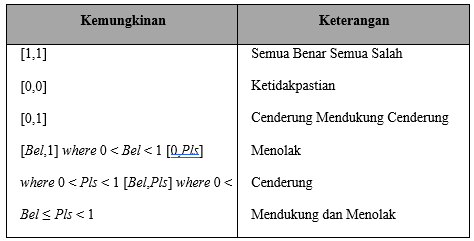 Kemungkinan Keterangan
[1,1] Semua Benar Semua Salah
[0,0] Ketidakpastian
[0,1] Cenderung Mendukung Cenderung
[Bel,1] where 0 < Bel < 1 [0,Pls] Menolak
where 0 < Pls < 1 [Bel,Pls] where 0 < Cenderung
Bel ≤ Pls < 1 Mendukung dan Menolak